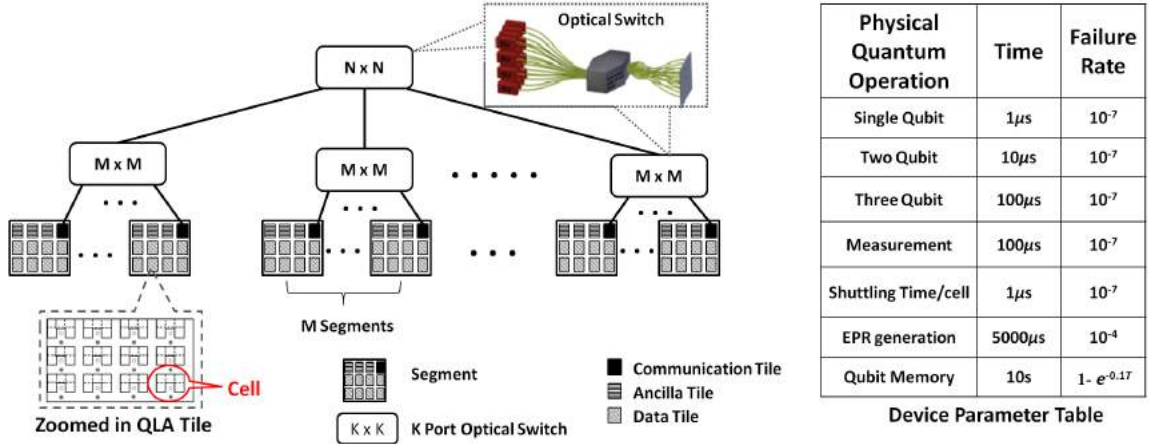 Optical Switch
N x N
M x M
M x M
M x M
M Segments
Cell
Zoomed in QLA Tile
Segment
K x K
K Port Optical Switch
Communication Tile
Ancilla Tile
Data Tile
Physical Quantum Operation Time Failure Rate
Single Qubit 1µs 10⁻⁷
Two Qubit 10µs 10⁻⁷
Three Qubit 100µs 10⁻⁷
Measurement 100µs 10⁻⁷
Shuttling Time/cell 1µs 10⁻⁷
EPR generation 5000µs 10⁻⁴
Qubit Memory 10s 1- e⁻⁰·¹ᵀ
Device Parameter Table